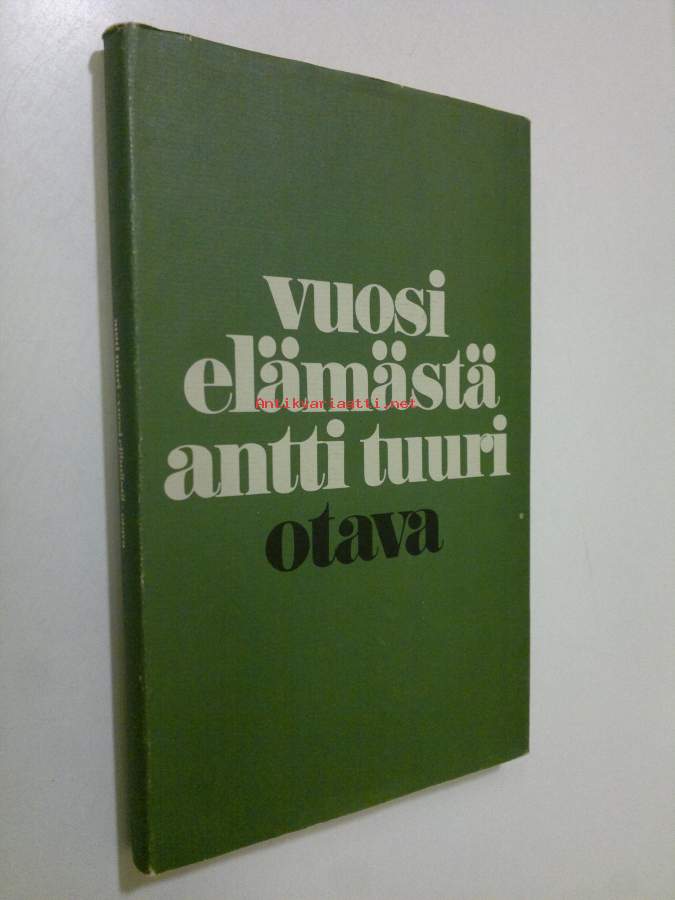 vuosi
elämästä
Antikvariaatti.net
antti tuuri
otava